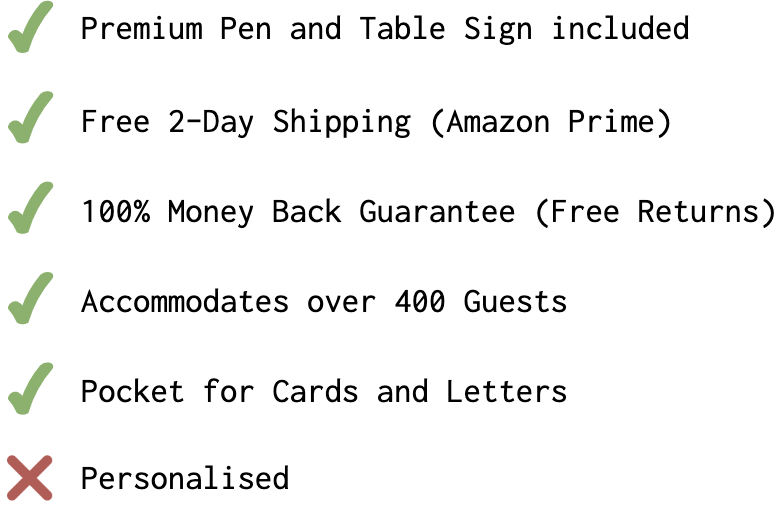 Premium Pen and Table Sign included
Free 2-Day Shipping (Amazon Prime)
100% Money Back Guarantee (Free Returns)
Accommodates over 400 Guests
Pocket for Cards and Letters
Personalised